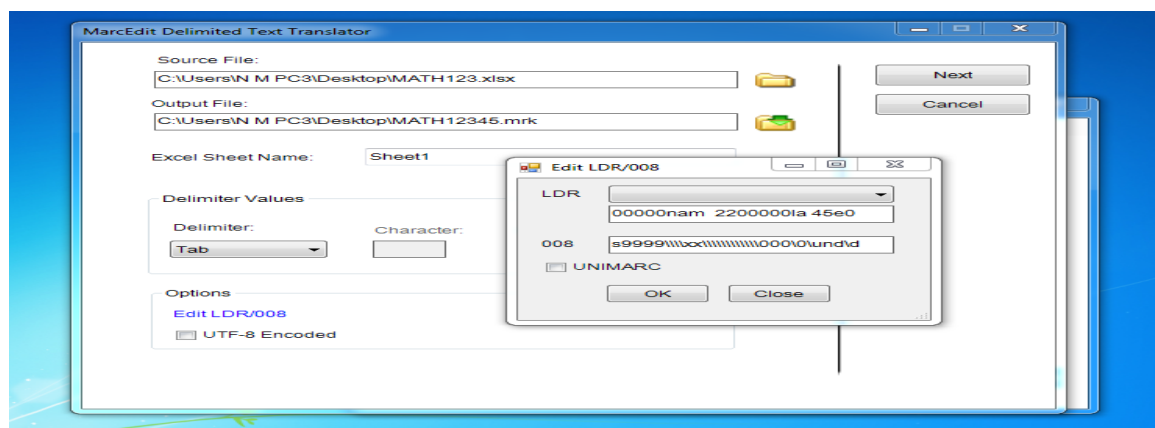 MarcEdit Delimited Text Translator
Source File:
C:\Users\N M PC3\Desktop\MATH123.xlsx
Next
Output File:
Cancel
C:\Users\N M PC3\Desktop\MATH12345.mrk
Excel Sheet Name:
Sheet1
Edit LDR/008
LDR
00000nam 2200000Ia 45e0
Delimiter Values
Delimiter:
Character:
Tab
008
s9999\\\\xx\\\\\\\\\\\\000\0\und\d
UNIMARC
OK
Close
Options
Edit LDR/008
UTF-8 Encoded